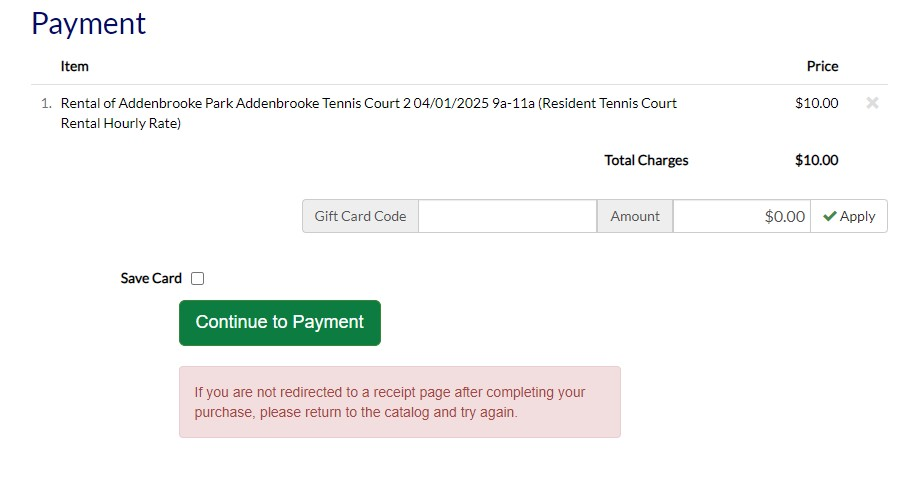 Payment
Item Price
1. Rental of Addenbrooke Park Addenbrooke Tennis Court 2 04/01/2025 9a-11a (Resident Tennis Court $10.00 ×
Rental Hourly Rate)
Total Charges $10.00
Gift Card Code Amount $0.00 ✔ Apply
Save Card
Continue to Payment
If you are not redirected to a receipt page after completing your
purchase, please return to the catalog and try again.